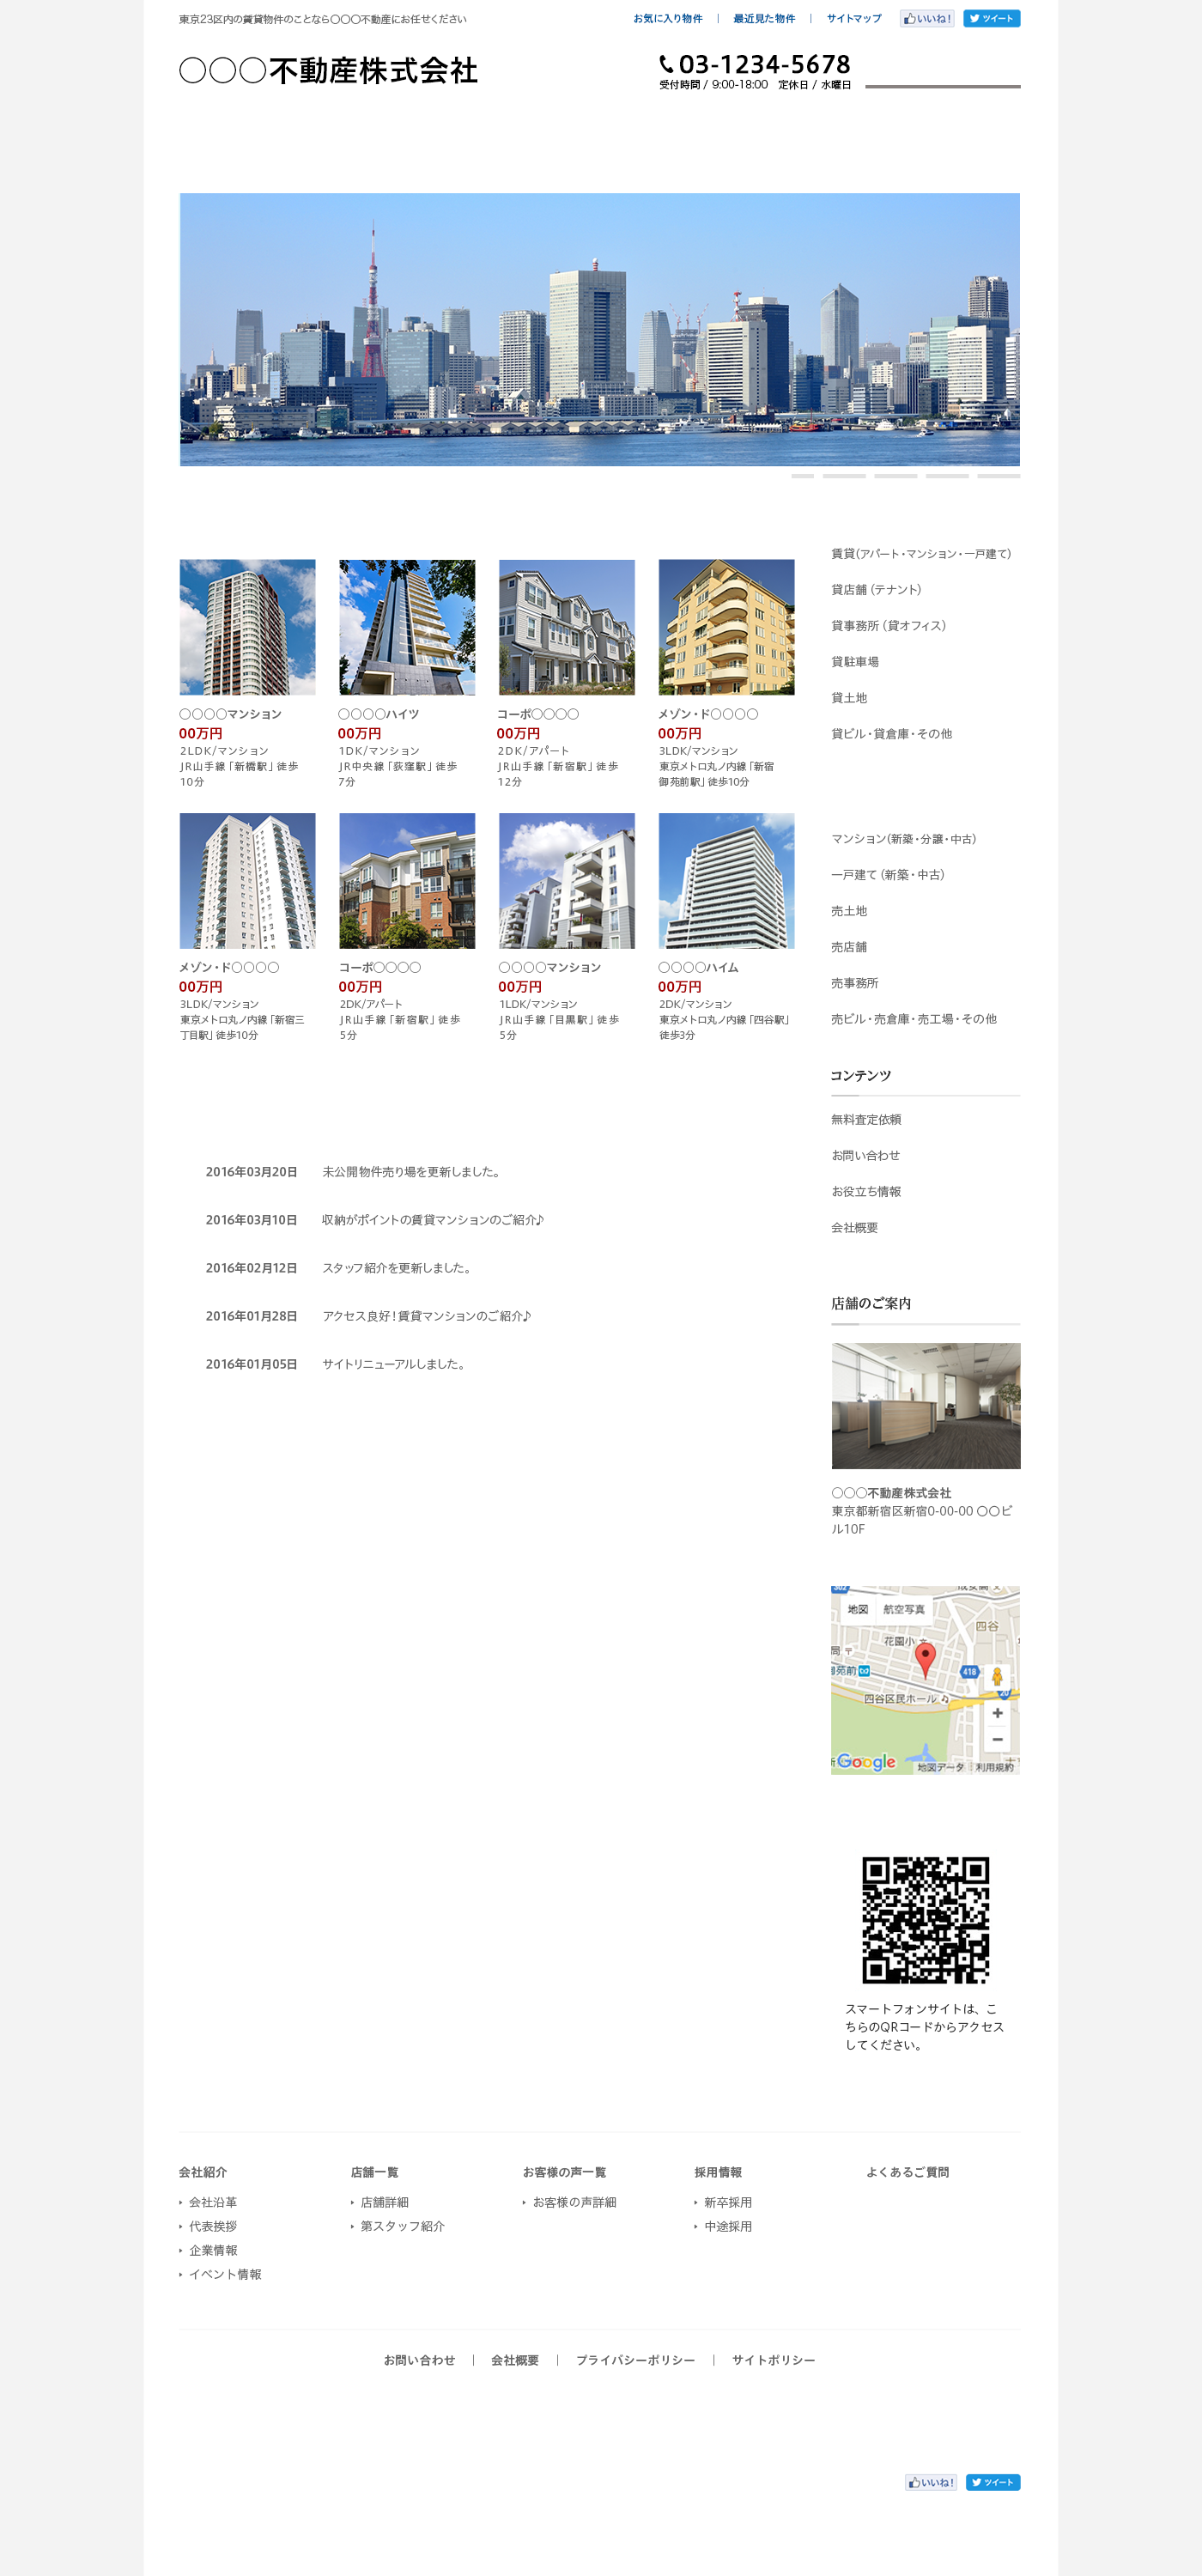 東京23区内の賃貸物件のことなら〇〇〇不動産にお任せください
お気に入り物件 | 最近見た物件 | サイトマップ
いいね！
ツイート
〇〇〇不動産株式会社
03-1234-5678
受付時間 / 9:00-18:00　定休日 / 水曜日
〇〇〇〇マンション
00万円
2LDK/マンション
JR山手線「新橋駅」徒歩
10分
〇〇〇〇ハイツ
00万円
1DK/マンション
JR中央線「荻窪駅」徒歩
7分
コーポ〇〇〇〇
00万円
2DK/アパート
JR山手線「新宿駅」徒歩
12分
メゾン・ド〇〇〇〇
00万円
3LDK/マンション
東京メトロ丸ノ内線「新宿
御苑前駅」徒歩10分
メゾン・ド〇〇〇〇
00万円
3LDK/マンション
東京メトロ丸ノ内線「新宿三
丁目駅」徒歩10分
コーポ〇〇〇〇
00万円
2DK/アパート
JR山手線「新宿駅」徒歩
5分
〇〇〇〇マンション
00万円
1LDK/マンション
JR山手線「目黒駅」徒歩
5分
〇〇〇〇ハイム
00万円
2DK/マンション
東京メトロ丸ノ内線「四谷駅」
徒歩3分
2016年03月20日　未公開物件売り場を更新しました。
2016年03月10日　収納がポイントの賃貸マンションのご紹介♪
2016年02月12日　スタッフ紹介を更新しました。
2016年01月28日　アクセス良好！賃貸マンションのご紹介♪
2016年01月05日　サイトリニューアルしました。
賃貸（アパート・マンション・一戸建て）
貸店舗（テナント）
貸事務所（貸オフィス）
貸駐車場
貸土地
貸ビル・貸倉庫・その他
マンション（新築・分譲・中古）
一戸建て（新築・中古）
売土地
売店舗
売事務所
売ビル・売倉庫・売工場・その他
コンテンツ
無料査定依頼
お問い合わせ
お役立ち情報
会社概要
店舗のご案内
〇〇〇不動産株式会社
東京都新宿区新宿0-00-00 〇〇ビ
ル10F
地図
航空写真
四谷
花園小
418
四谷区民ホール
Google
地図データ
利用規約
スマートフォンサイトは、こ
ちらのQRコードからアクセス
してください。
会社紹介
会社沿革
代表挨拶
企業情報
イベント情報
店舗一覧
店舗詳細
第スタッフ紹介
お客様の声一覧
お客様の声詳細
採用情報
新卒採用
中途採用
よくあるご質問
お問い合わせ | 会社概要 | プライバシーポリシー | サイトポリシー
いいね！
ツイート